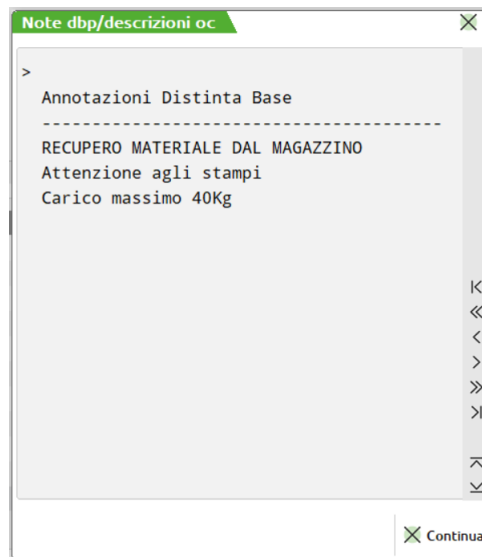 Note dbp/descrizioni oc
>
Annotazioni Distinta Base
----------------------------------------
RECUPERO MATERIALE DAL MAGAZZINO
Attenzione agli stampi
Carico massimo 40Kg
Continua